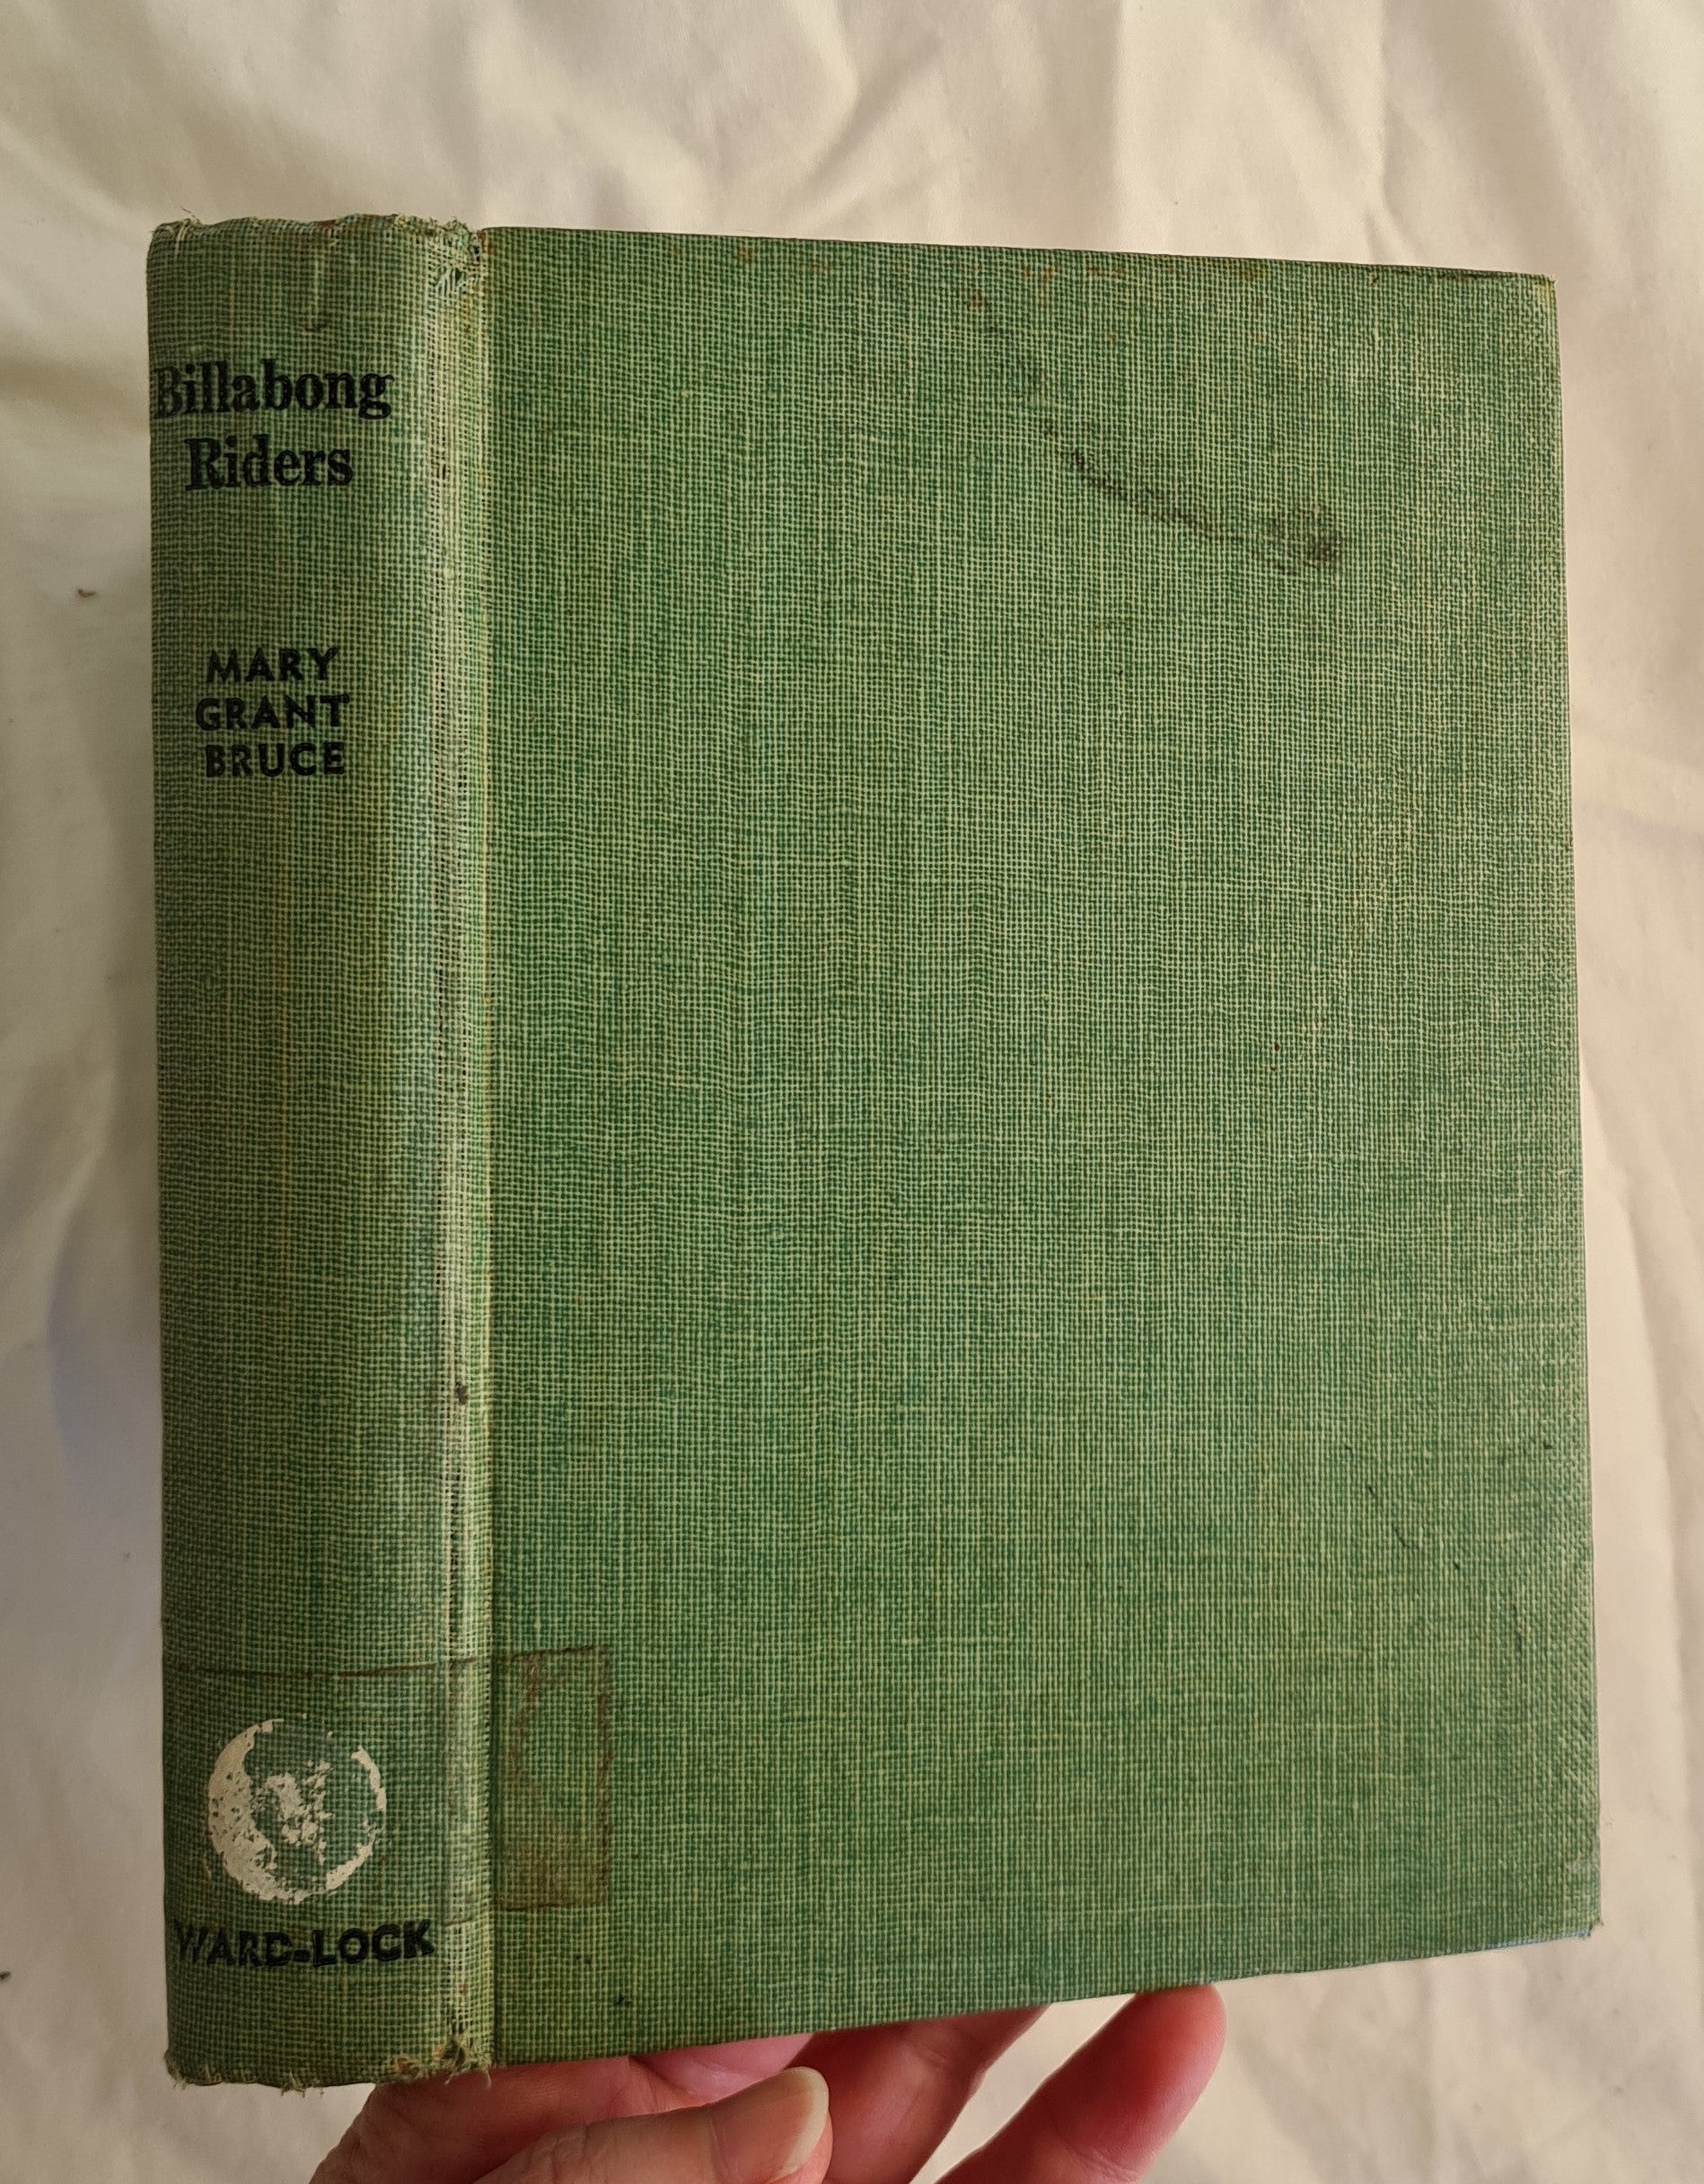 Billabong
Riders
MARY
GRANT
BRUCE
WARD-LOCK